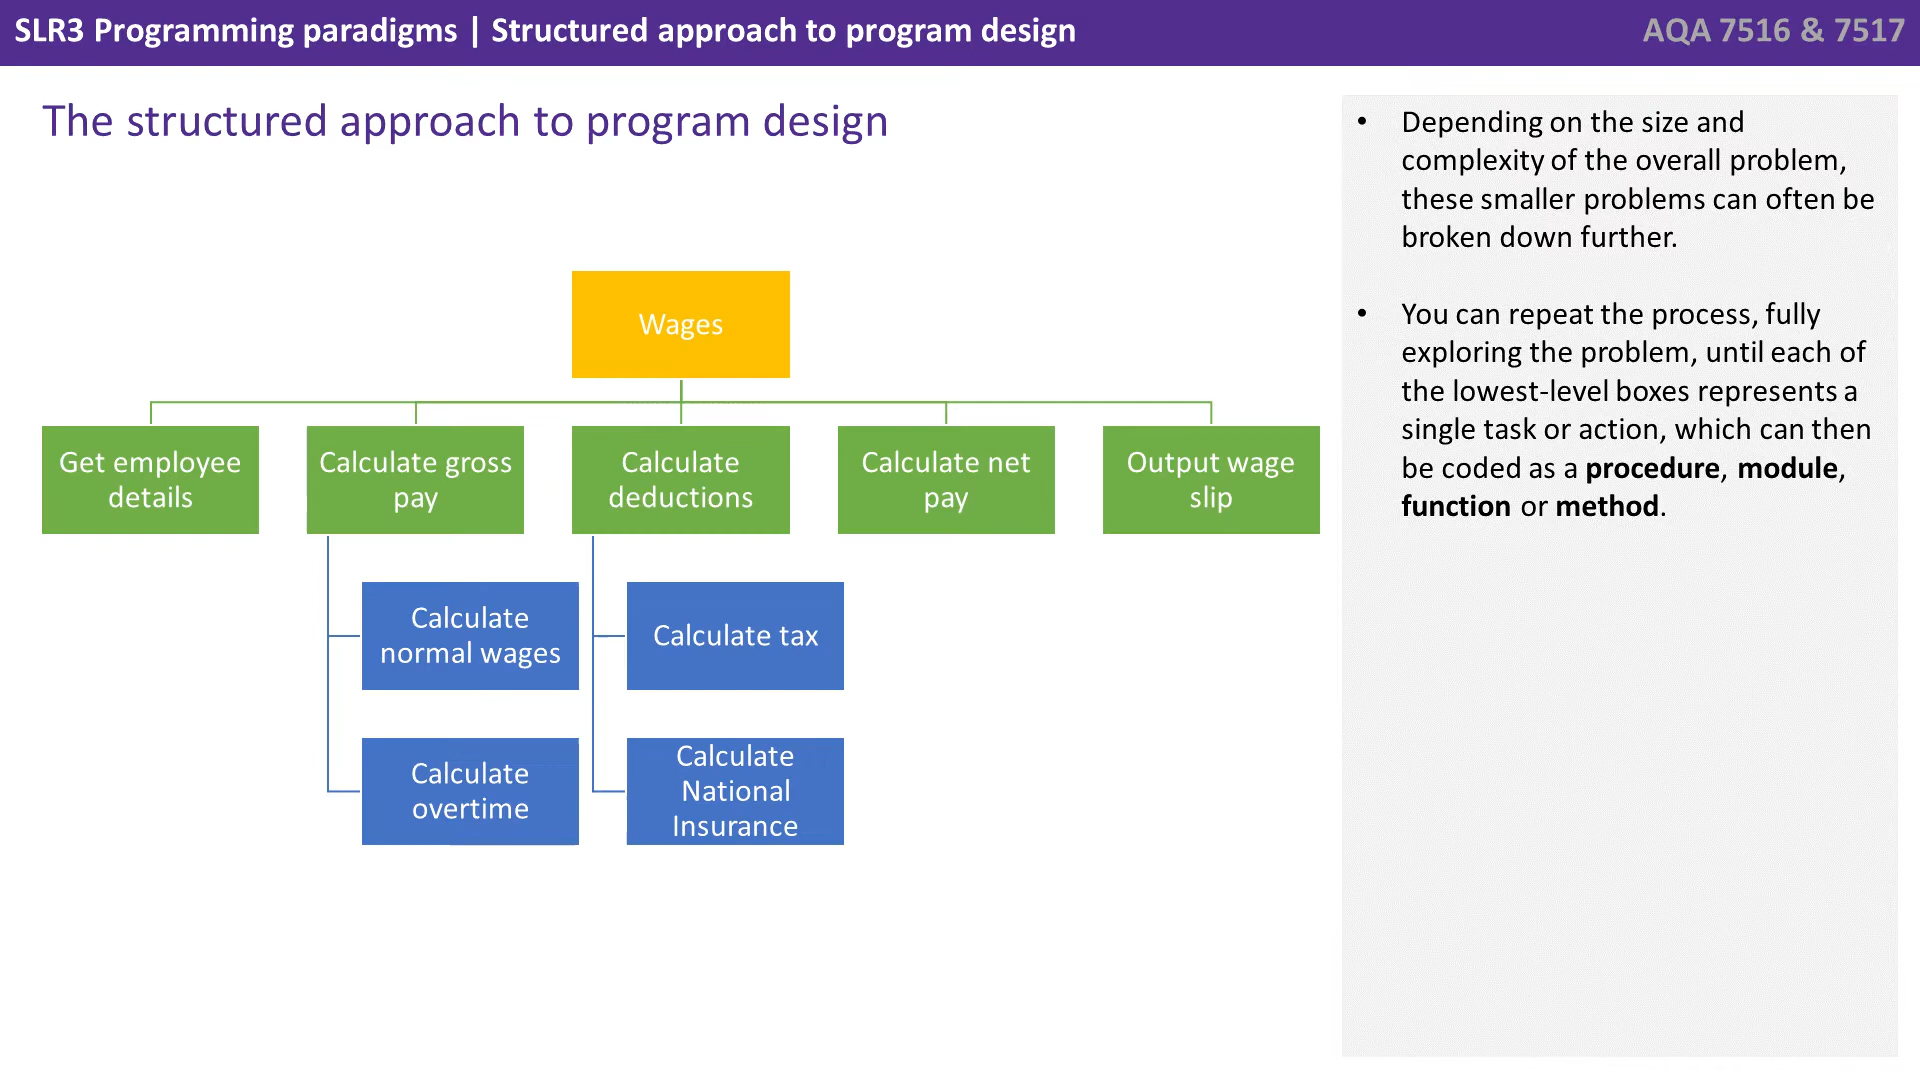 SLR3 Programming paradigms | Structured approach to program design
AQA 7516 & 7517
The structured approach to program design
Wages
Get employee
details
Calculate gross
pay
Calculate
deductions
Calculate net
pay
Output wage
slip
Calculate
normal wages
Calculate tax
Calculate
overtime
Calculate
National
Insurance
• Depending on the size and
complexity of the overall problem,
these smaller problems can often be
broken down further.
• You can repeat the process, fully
exploring the problem, until each of
the lowest-level boxes represents a
single task or action, which can then
be coded as a procedure, module,
function or method.